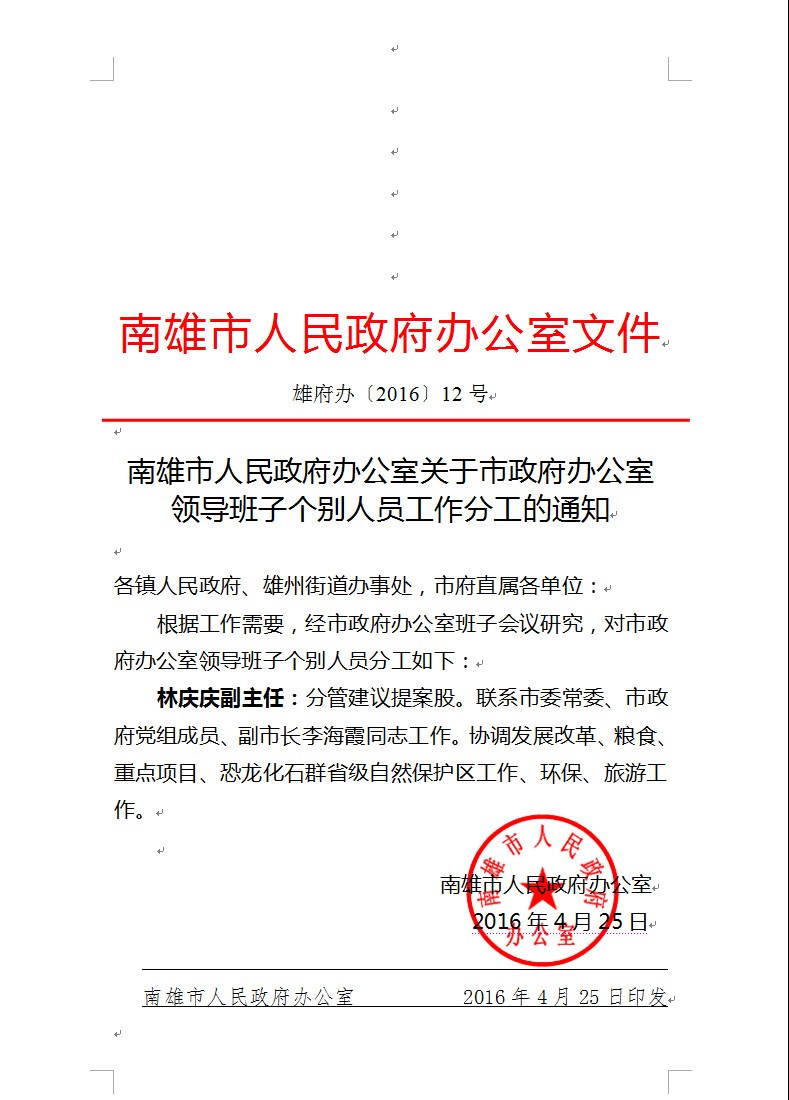 南雄市人民政府办公室文件
雄府办〔2016〕12 号
南雄市人民政府办公室关于市政府办公室
领导班子个别人员工作分工的通知
各镇人民政府、雄州街道办事处，市府直属各单位：
根据工作需要，经市政府办公室班子会议研究，对市政
府办公室领导班子个别人员分工如下：
林庆庆副主任：分管建议提案股。联系市委常委、市政
府党组成员、副市长李海霞同志工作。协调发展改革、粮食、
重点项目、恐龙化石群省级自然保护区工作、环保、旅游工
作。
南雄市人民政府办公室
2016 年 4 月 25 日
南雄市人民政府
办公室
南雄市人民政府办公室 2016 年 4 月 25 日印发